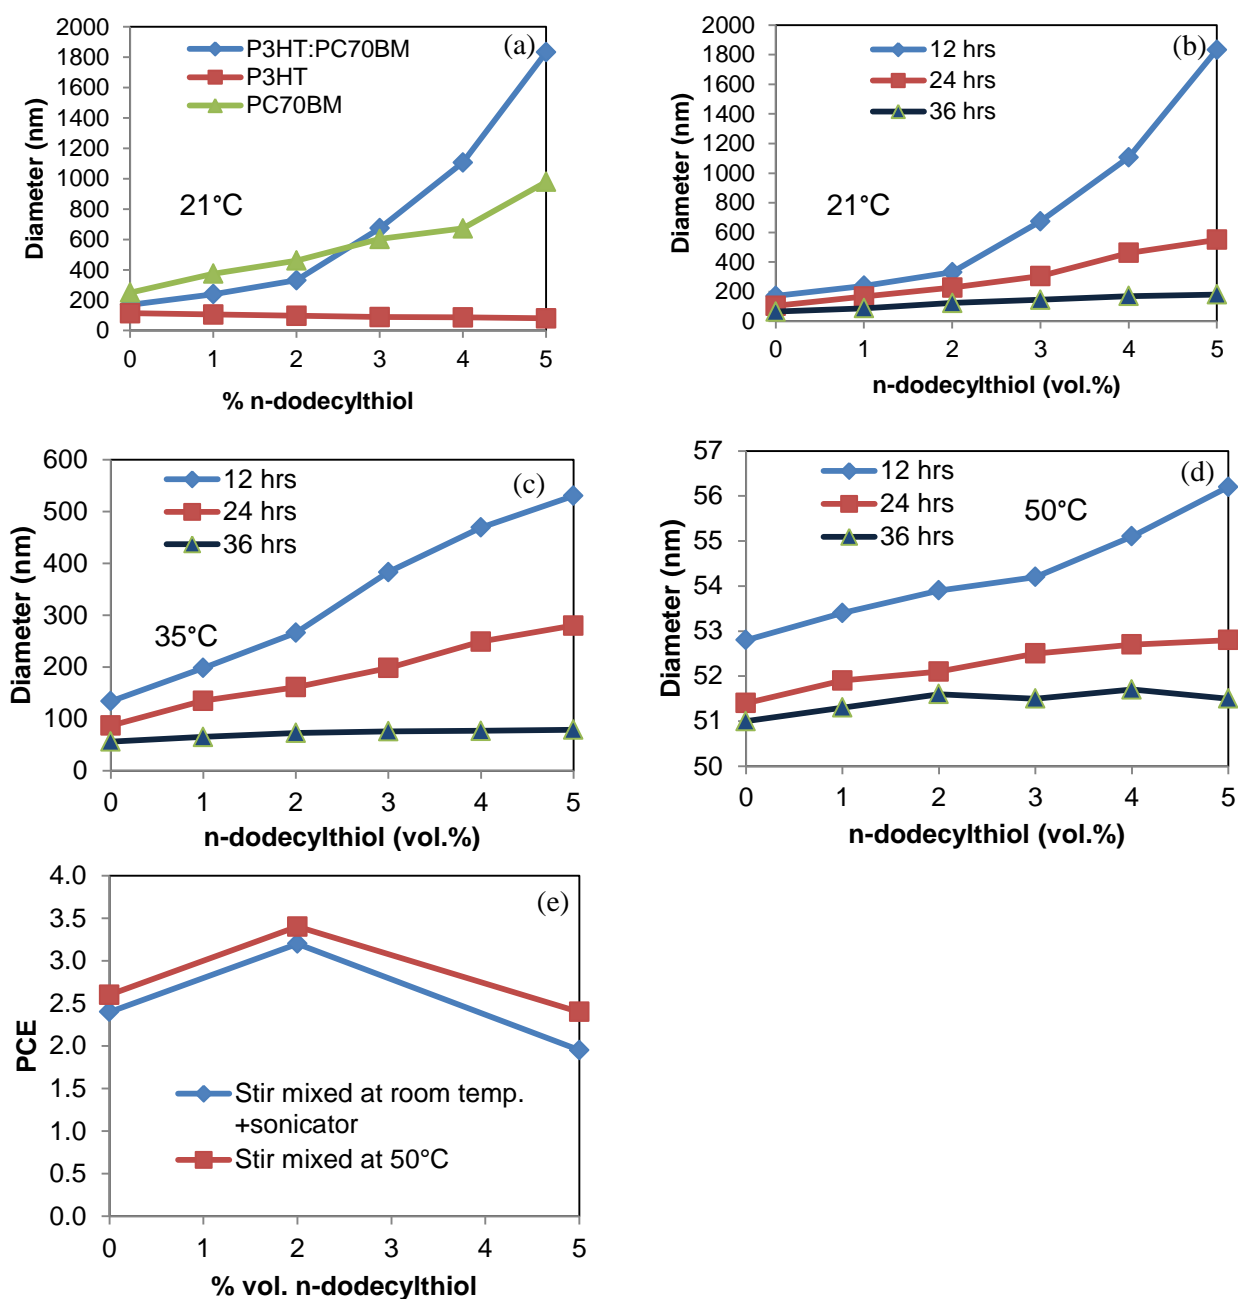 2000
1800
1600
1400
1200
1000
800
600
400
200
0
Diameter (nm)
P3HT:PC70BM
P3HT
PC70BM
(a)
21°C
0 1 2 3 4 5
% n-dodecylthiol
2000
1800
1600
1400
1200
1000
800
600
400
200
0
Diameter (nm)
12 hrs
24 hrs
36 hrs
(b)
21°C
0 1 2 3 4 5
n-dodecylthiol (vol.%)
600
500
400
300
200
100
0
Diameter (nm)
12 hrs
24 hrs
36 hrs
(c)
35°C
0 1 2 3 4 5
n-dodecylthiol (vol.%)
57
56
55
54
53
52
51
50
Diameter (nm)
12 hrs
24 hrs
36 hrs
(d)
50°C
0 1 2 3 4 5
n-dodecylthiol (vol.%)
4.0
3.5
3.0
2.5
2.0
1.5
1.0
0.5
0.0
PCE
(e)
Stir mixed at room temp.
+sonicator
Stir mixed at 50°C
0 1 2 3 4 5
% vol. n-dodecylthiol